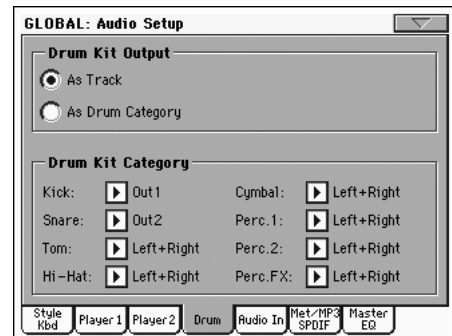 GLOBAL: Audio Setup
Drum Kit Output
As Track
As Drum Category
Drum Kit Category
Kick: Out1 Cymbal: Left+Right
Snare: Out2 Perc.1: Left+Right
Tom: Left+Right Perc.2: Left+Right
Hi-Hat: Left+Right Perc.FX: Left+Right
Style Kbd Player 1 Player 2 Drum Audio In Met/MP3 SPDIF Master EQ